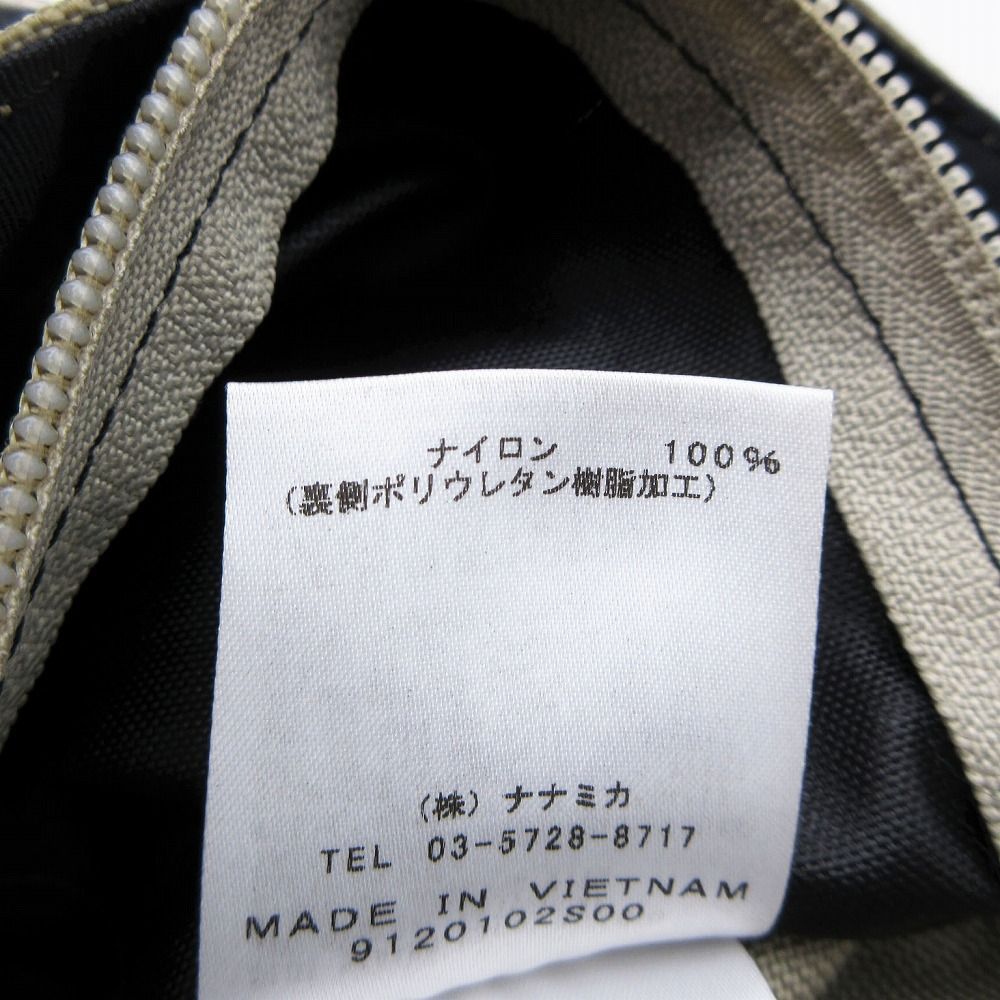 ナイロン 100%
(裏側ポリウレタン樹脂加工)
(株) ナナミカ
TEL 03-5728-8717
MADE IN VIETNAM
9120102S00